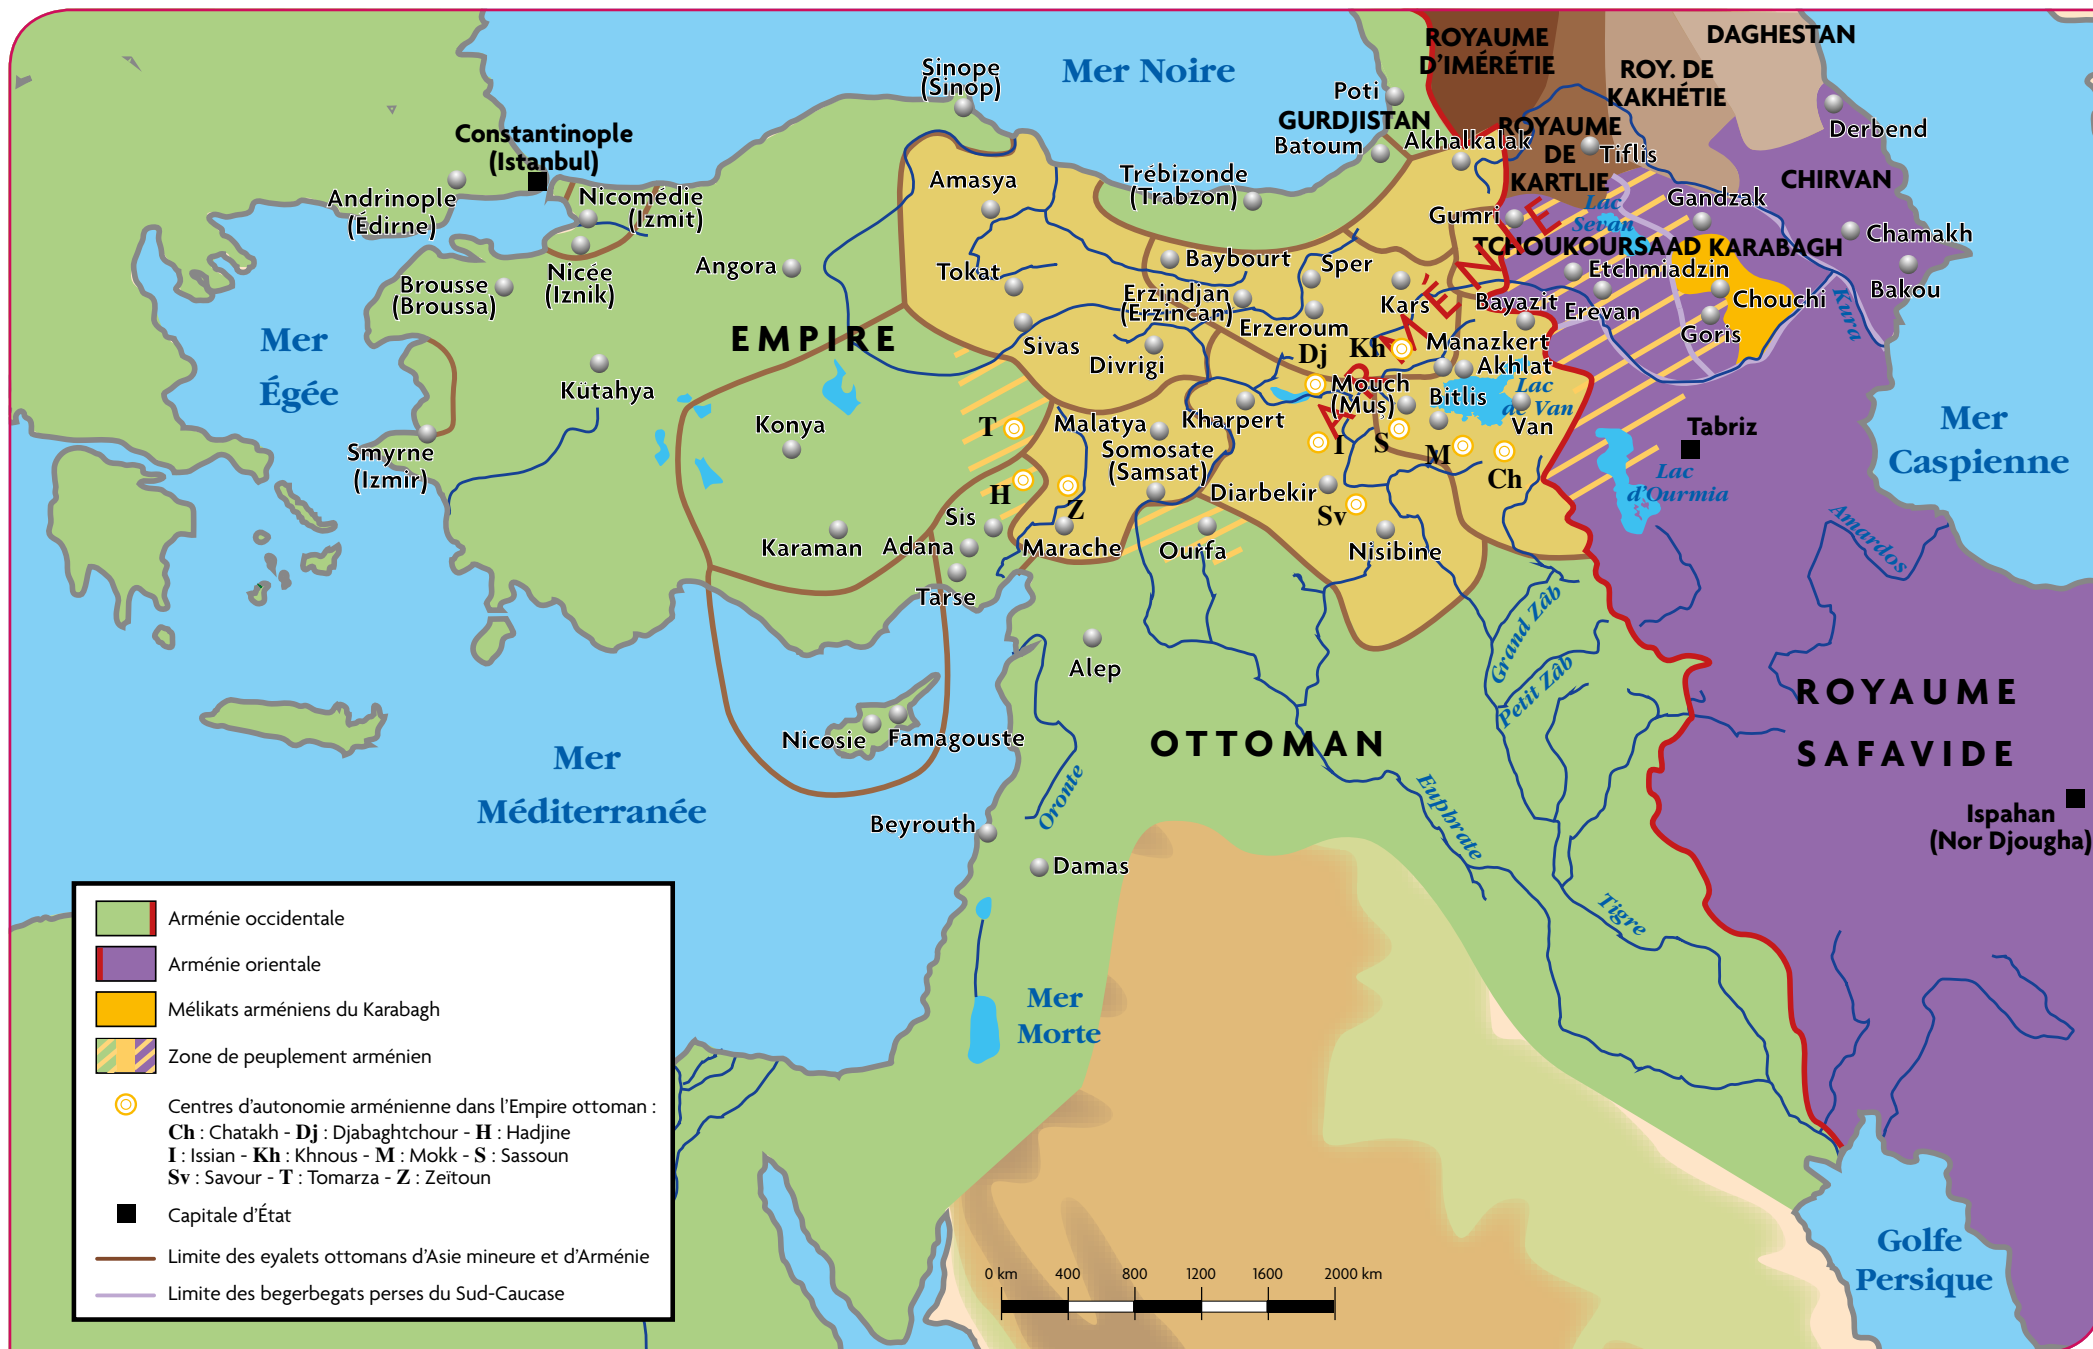 Mer Noire
ROYAUME
D'IMÉRÉTIE
DAGHESTAN
ROY. DE
KAKHÉTIE
Sinope
(Sinop)
Poti
GURDJISTAN
Batoum
Akhalkalak
ROYAUME
DE
KARTLIE
Tiflis
Derbend
CHIRVAN
Constantinople
(Istanbul)
Andrinople
(Édirne)
Nicomédie
(Izmit)
Nicée
(Iznik)
Brousse
(Broussa)
Angora
Amasya
Trébizonde
(Trabzon)
Gumri
Lac
Sevan
Gandzak
Chamakh
TCHOUKOURSAAD
KARABAGH
Tokat
Baybourt
Sper
Etchmiadzin
Erzindjan
(Erzincan)
Kars
Bayazit
Erevan
Chouchi
Bakou
Kura
Erzeroum
Goris
Mer
Égée
EMPIRE
ARMÉNIE
Sivas
Divrigi
Dj
Kh
Manazkert
Akhlat
Kütahya
Mouch
(Muş)
Bitlis
Lac
de Van
Van
Konya
T
Malatya
Kharpert
Somosate
(Samsat)
I
S
M
Ch
Tabriz
Mer
Caspienne
Smyrne
(Izmir)
H
Z
Diarbekir
Sv
Lac
d'Ourmia
Sis
Karaman
Adana
Marache
Ourfa
Nisibine
Amardos
Tarse
Grand Zâb
Petit Zâb
Alep
ROYAUME
SAFAVIDE
Nicosie
Famagouste
OTTOMAN
Mer
Méditerranée
Oronte
Euphrate
Beyrouth
Ispahan
(Nor Djougha)
Damas
Tigre
Mer
Morte
Golfe
Persique
Arménie occidentale
Arménie orientale
Mélikats arméniens du Karabagh
Zone de peuplement arménien
Centres d'autonomie arménienne dans l'Empire ottoman :
Ch : Chatakh - Dj : Djabaghtchour - H : Hadjine
I : Issian - Kh : Khnous - M : Mokk - S : Sassoun
Sv : Savour - T : Tomarza - Z : Zeïtoun
Capitale d'État
Limite des eyalets ottomans d'Asie mineure et d'Arménie
Limite des begerbegats perses du Sud-Caucase
0 km 400 800 1200 1600 2000 km